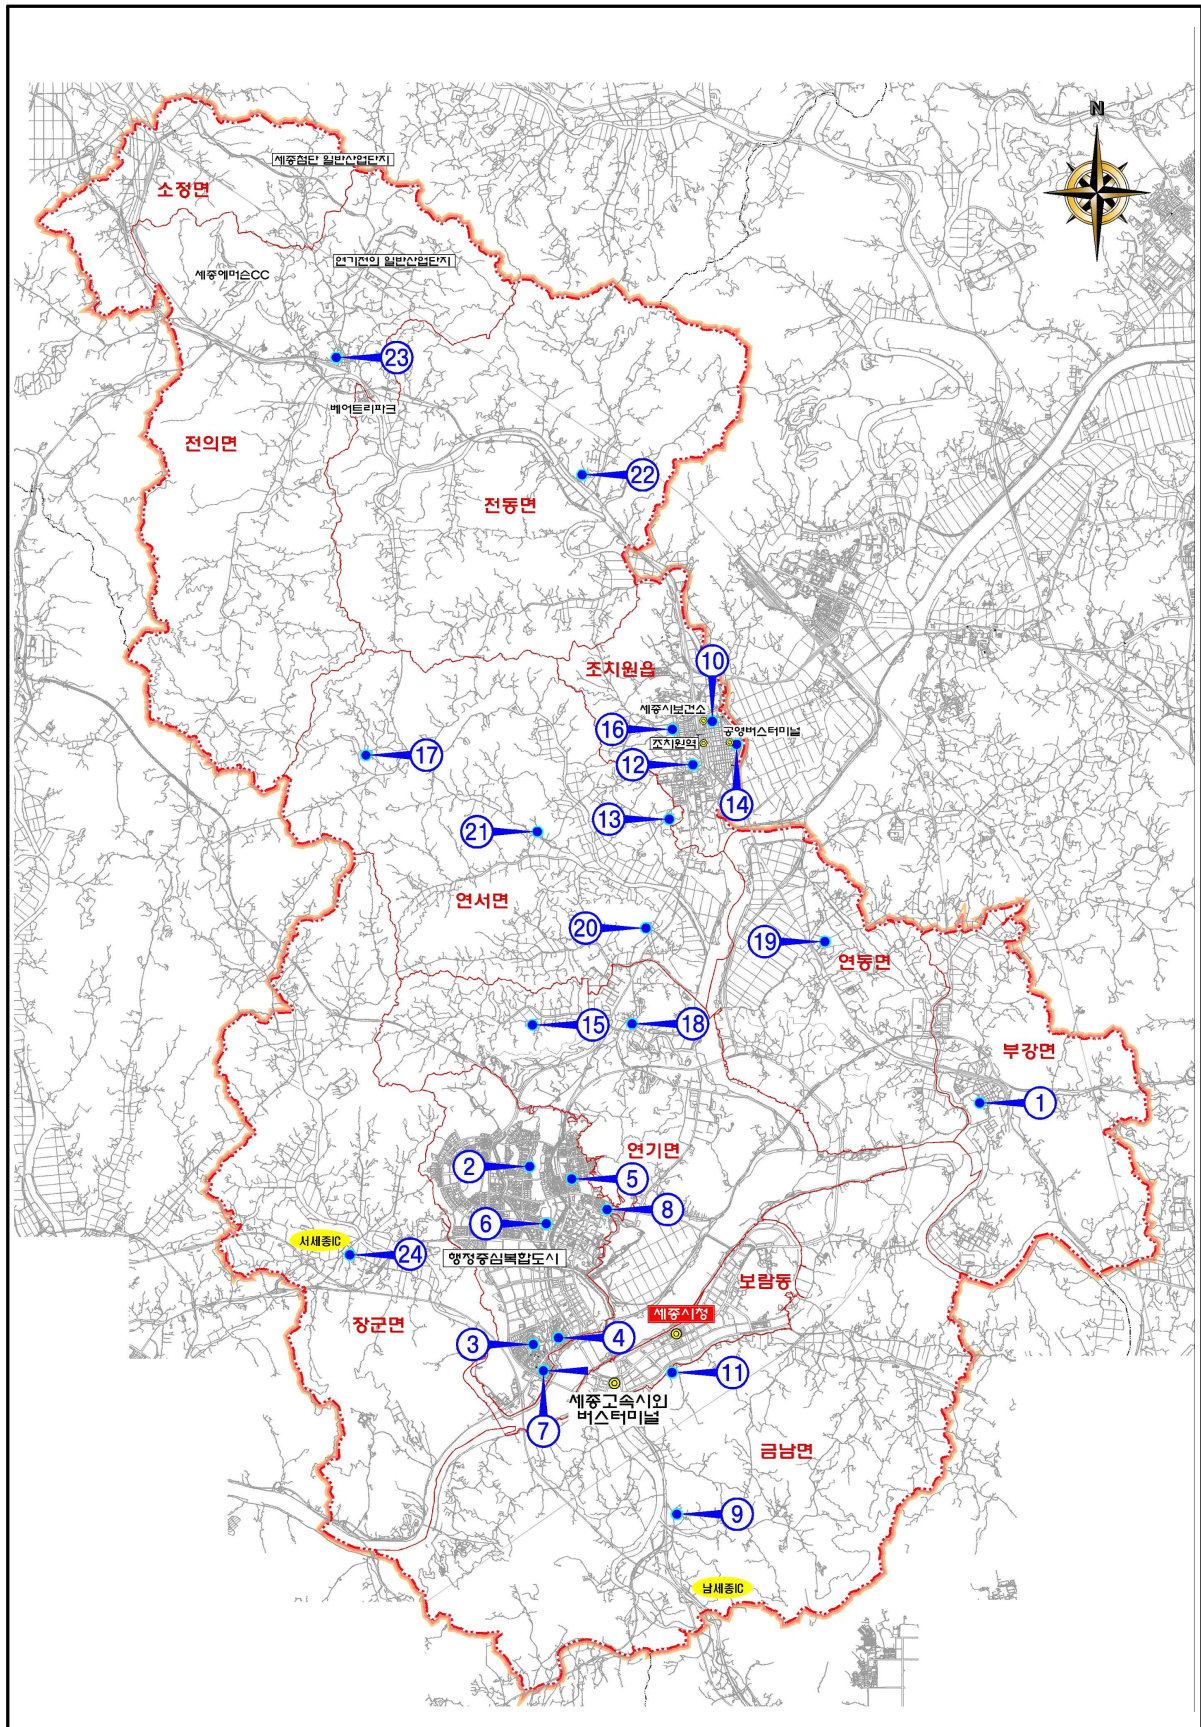 N
세종첨단 일반산업단지
소정면
연기전의 일반산업단지
세종에머슨CC
23
베어트리파크
전의면
22
전동면
10
조치원읍
세종시보건소
16
공영버스터미널
조치원역
17
12
14
13
21
연서면
20
19
연동면
15
18
부강면
1
연기면
2
5
8
6
서세종IC
24
행정중심복합도시
보람동
세종시청
장군면
3
4
11
세종고속시외
버스터미널
7
금남면
9
남세종IC